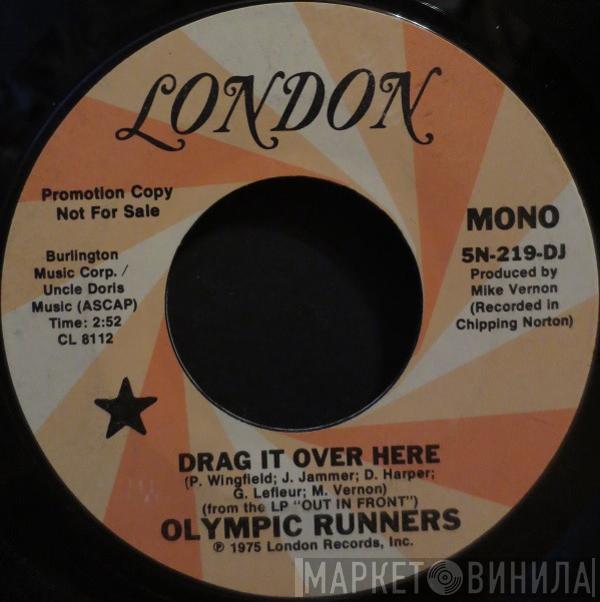 LONDON
Promotion Copy
Not For Sale
Burlington
Music Corp. /
Uncle Doris
Music (ASCAP)
Time: 2:52
CL 8112
MONO
5N-219-DJ
Produced by
Mike Vernon
(Recorded in
Chipping Norton)
DRAG IT OVER HERE
(P. Wingfield; J. Jammer; D. Harper;
G. Lefleur; M. Vernon)
(from the LP "OUT IN FRONT")
OLYMPIC RUNNERS
℗ 1975 London Records, Inc.
МАРКЕТ ВИНИЛА